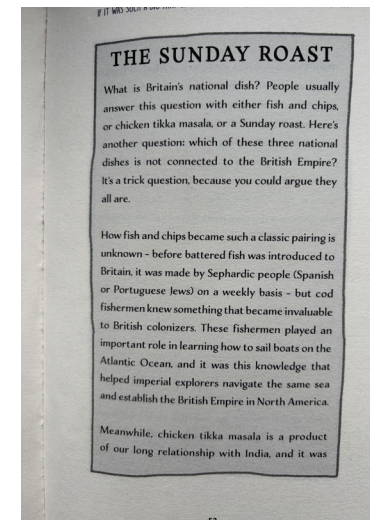 IF IT WAS SUCH A BIG
THE SUNDAY ROAST
What is Britain's national dish? People usually
answer this question with either fish and chips,
or chicken tikka masala, or a Sunday roast. Here's
another question: which of these three national
dishes is not connected to the British Empire?
It's a trick question, because you could argue they
all are.
How fish and chips became such a classic pairing is
unknown – before battered fish was introduced to
Britain, it was made by Sephardic people (Spanish
or Portuguese Jews) on a weekly basis – but cod
fishermen knew something that became invaluable
to British colonizers. These fishermen played an
important role in learning how to sail boats on the
Atlantic Ocean, and it was this knowledge that
helped imperial explorers navigate the same sea
and establish the British Empire in North America.
Meanwhile, chicken tikka masala is a product
of our long relationship with India, and it was